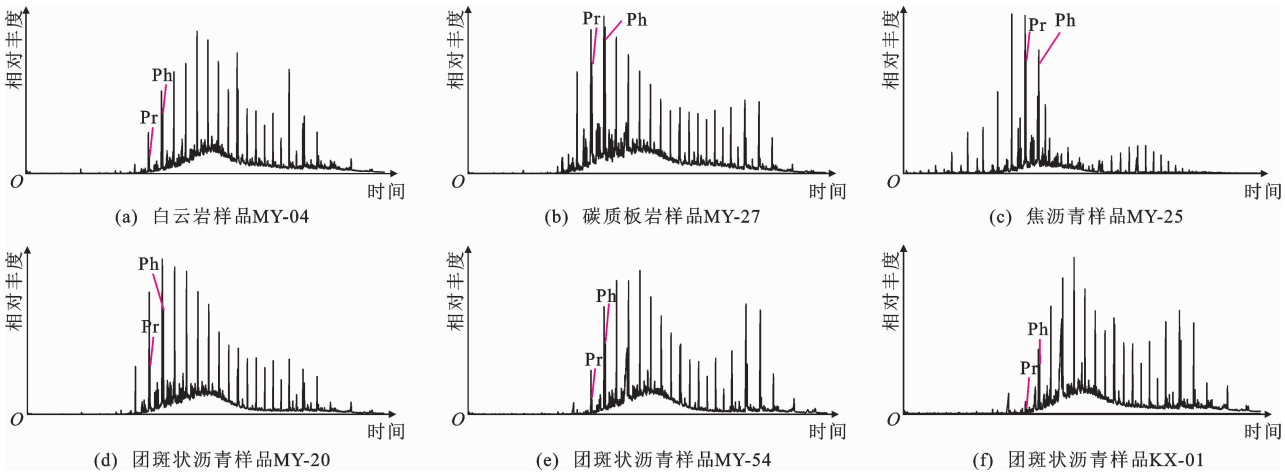 相对丰度
Ph
Pr
O
时间
(a) 白云岩样品MY-04
相对丰度
Pr
Ph
O
时间
(b) 碳质板岩样品MY-27
相对丰度
Pr
Ph
O
时间
(c) 焦沥青样品MY-25
相对丰度
Ph
Pr
O
时间
(d) 团斑状沥青样品MY-20
相对丰度
Ph
Pr
O
时间
(e) 团斑状沥青样品MY-54
相对丰度
Ph
Pr
O
时间
(f) 团斑状沥青样品KX-01